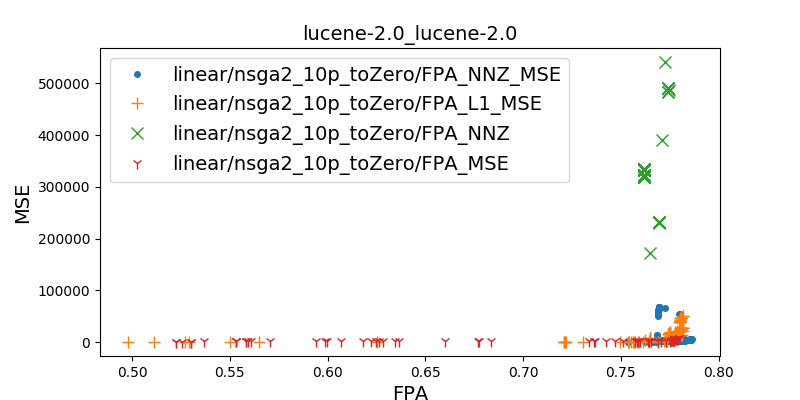 lucene-2.0_lucene-2.0
linear/nsga2_10p_toZero/FPA_NNZ_MSE
linear/nsga2_10p_toZero/FPA_L1_MSE
linear/nsga2_10p_toZero/FPA_NNZ
linear/nsga2_10p_toZero/FPA_MSE
MSE
500000
400000
300000
200000
100000
0
0.50 0.55 0.60 0.65 0.70 0.75 0.80
FPA